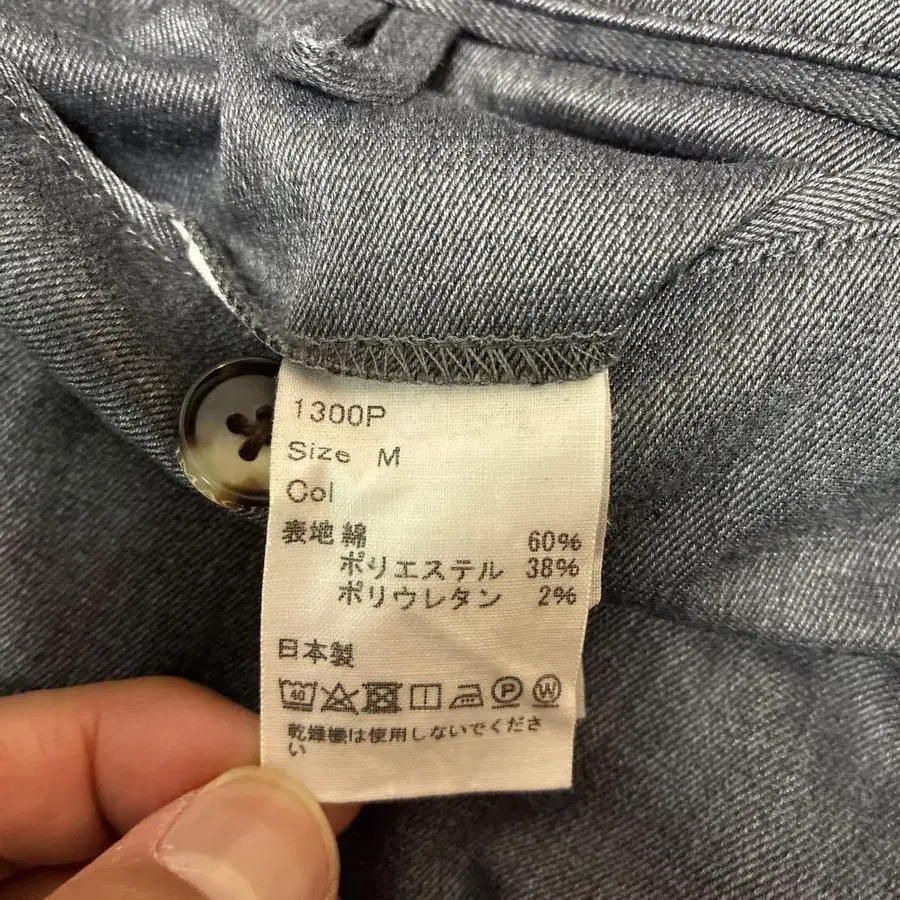 1300P
Size M
Col
表地 綿 60%
ポリエステル 38%
ポリウレタン 2%
日本製
40 P W
乾燥機は使用しないでくださ
い